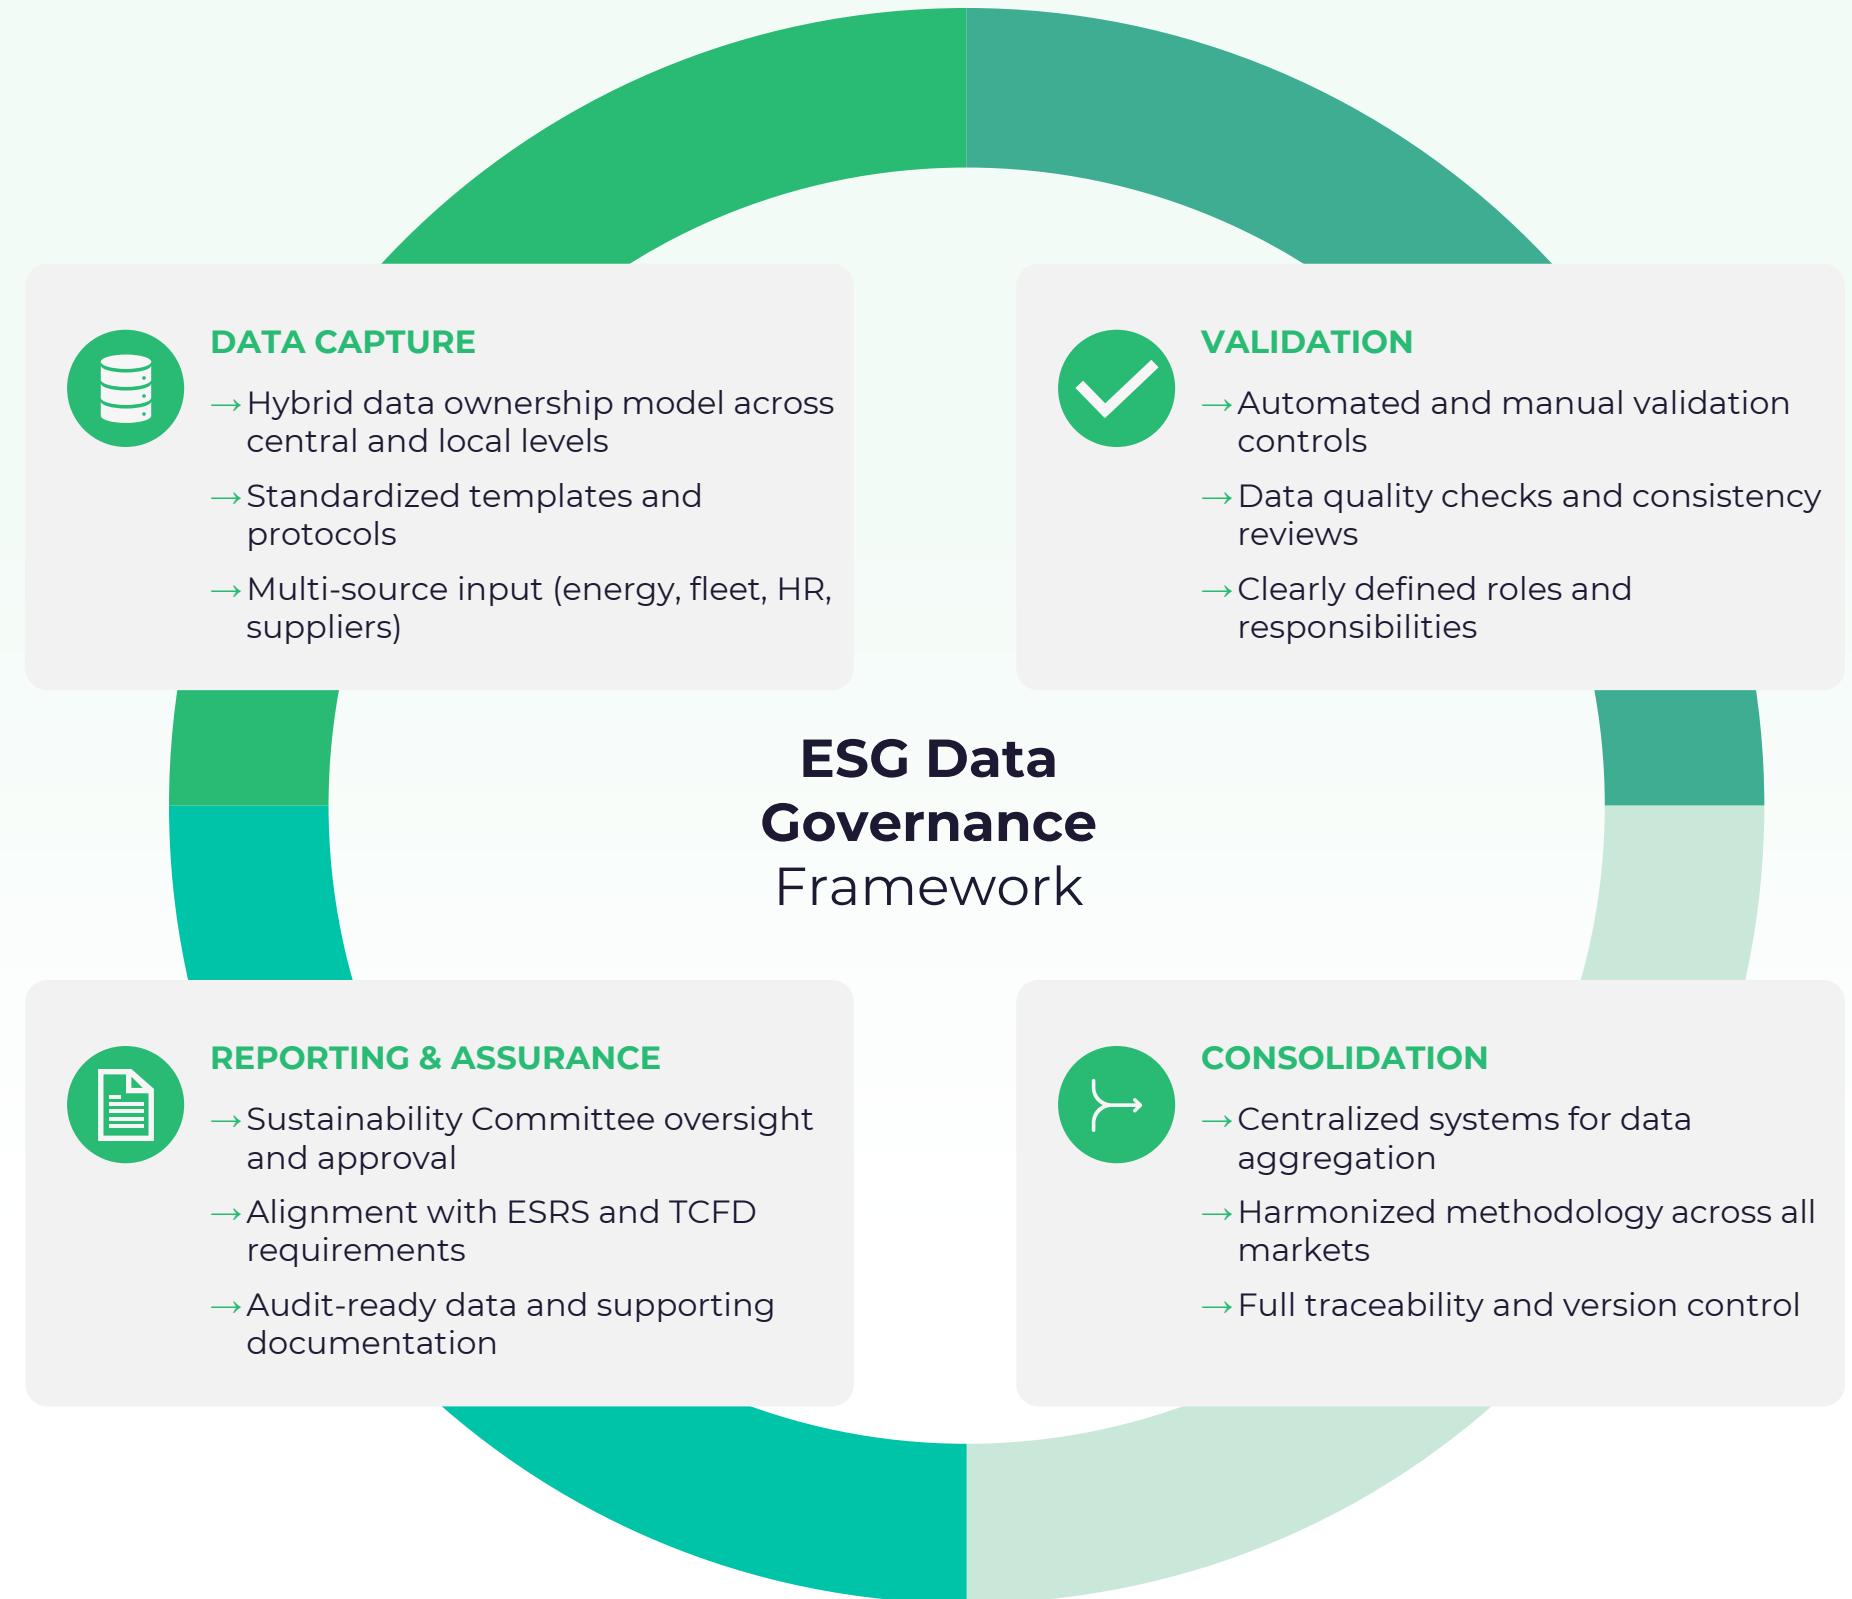 DATA CAPTURE
→Hybrid data ownership model across
central and local levels
→Standardized templates and
protocols
→Multi-source input (energy, fleet, HR,
suppliers)
VALIDATION
→Automated and manual validation
controls
→Data quality checks and consistency
reviews
→Clearly defined roles and
responsibilities
ESG Data
Governance
Framework
REPORTING & ASSURANCE
→Sustainability Committee oversight
and approval
→Alignment with ESRS and TCFD
requirements
→Audit-ready data and supporting
documentation
CONSOLIDATION
→Centralized systems for data
aggregation
→Harmonized methodology across all
markets
→Full traceability and version control